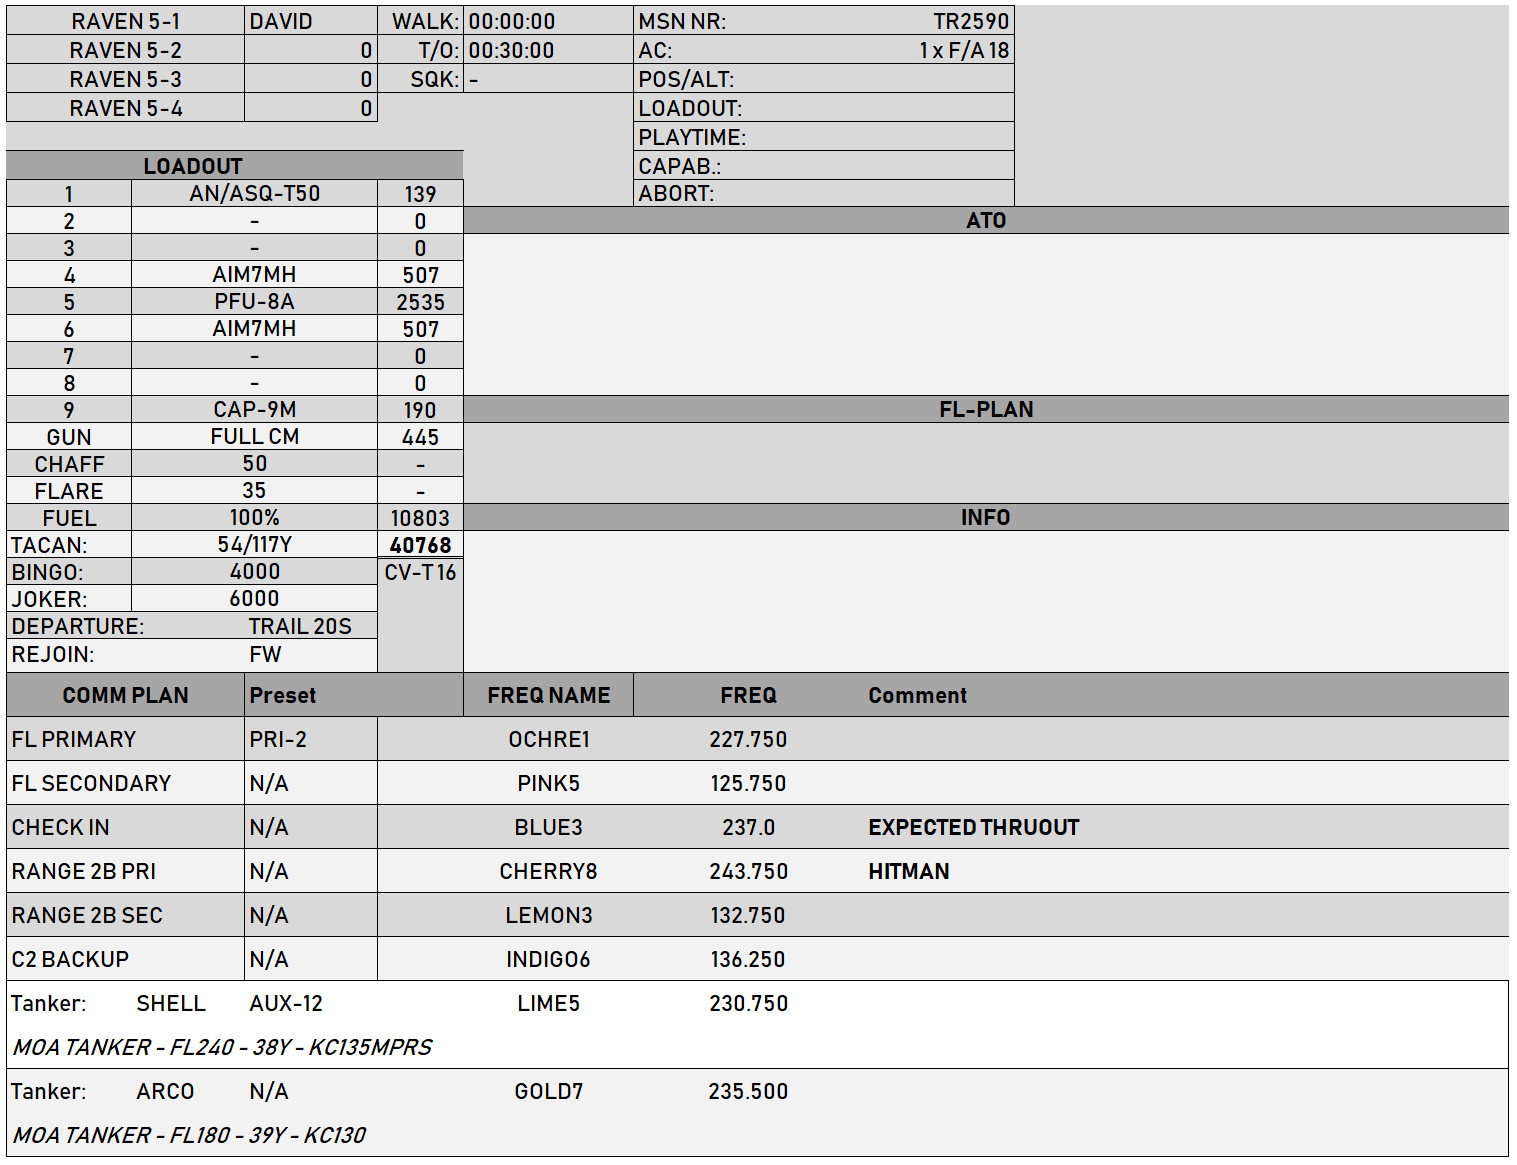 RAVEN 5-1 DAVID WALK: 00:00:00 MSN NR: TR2590
RAVEN 5-2 0 T/O: 00:30:00 AC: 1 x F/A 18
RAVEN 5-3 0 SQK: - POS/ALT:
RAVEN 5-4 0 LOADOUT:
PLAYTIME:
LOADOUT CAPAB.:
1 AN/ASQ-T50 139 ABORT:
2 - 0 ATO
3 - 0
4 AIM7MH 507
5 PFU-8A 2535
6 AIM7MH 507
7 - 0
8 - 0
9 CAP-9M 190 FL-PLAN
GUN FULL CM 445
CHAFF 50 -
FLARE 35 -
FUEL 100% 10803 INFO
TACAN: 54/117Y 40768
BINGO: 4000 CV-T16
JOKER: 6000
DEPARTURE: TRAIL 20S
REJOIN: FW
COMM PLAN Preset FREQ NAME FREQ Comment
FL PRIMARY PRI-2 OCHRE1 227.750
FL SECONDARY N/A PINK5 125.750
CHECK IN N/A BLUE3 237.0 EXPECTED THRUOUT
RANGE 2B PRI N/A CHERRY8 243.750 HITMAN
RANGE 2B SEC N/A LEMON3 132.750
C2 BACKUP N/A INDIGO6 136.250
Tanker: SHELL AUX-12 LIME5 230.750
MOA TANKER - FL240 - 38Y - KC135MPRS
Tanker: ARCO N/A GOLD7 235.500
MOA TANKER - FL180 - 39Y - KC130